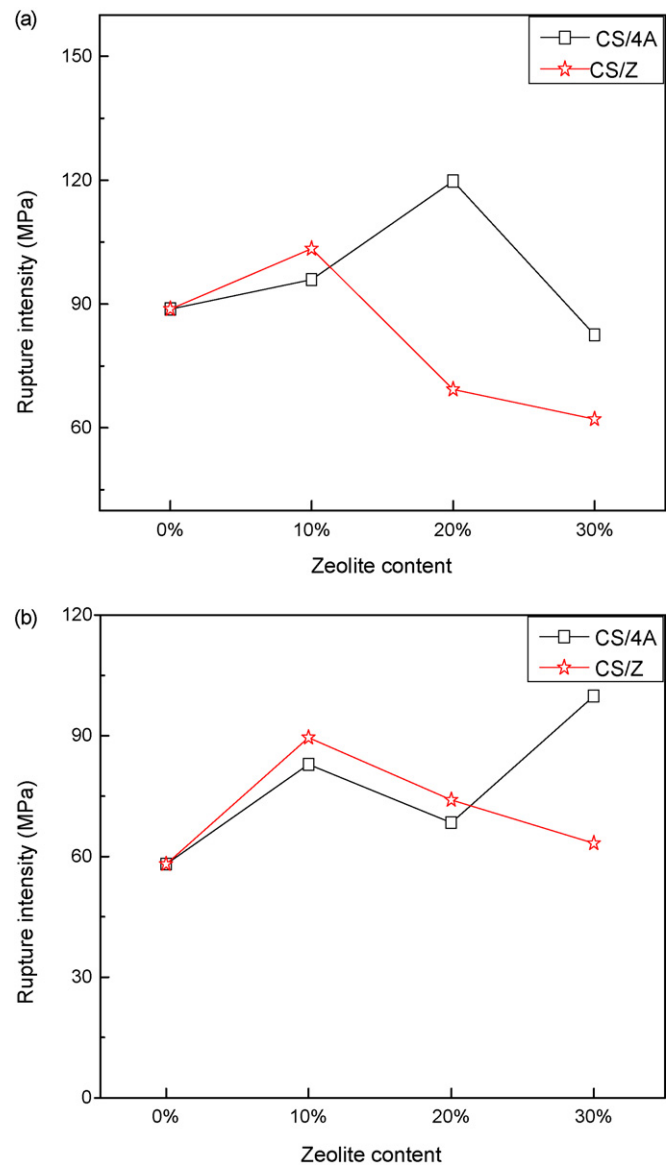 (a)
150
120
90
60
Rupture intensity (MPa)
CS/4A
CS/Z
0% 10% 20% 30%
Zeolite content
(b)
120
90
60
30
0
Rupture intensity (MPa)
CS/4A
CS/Z
0% 10% 20% 30%
Zeolite content